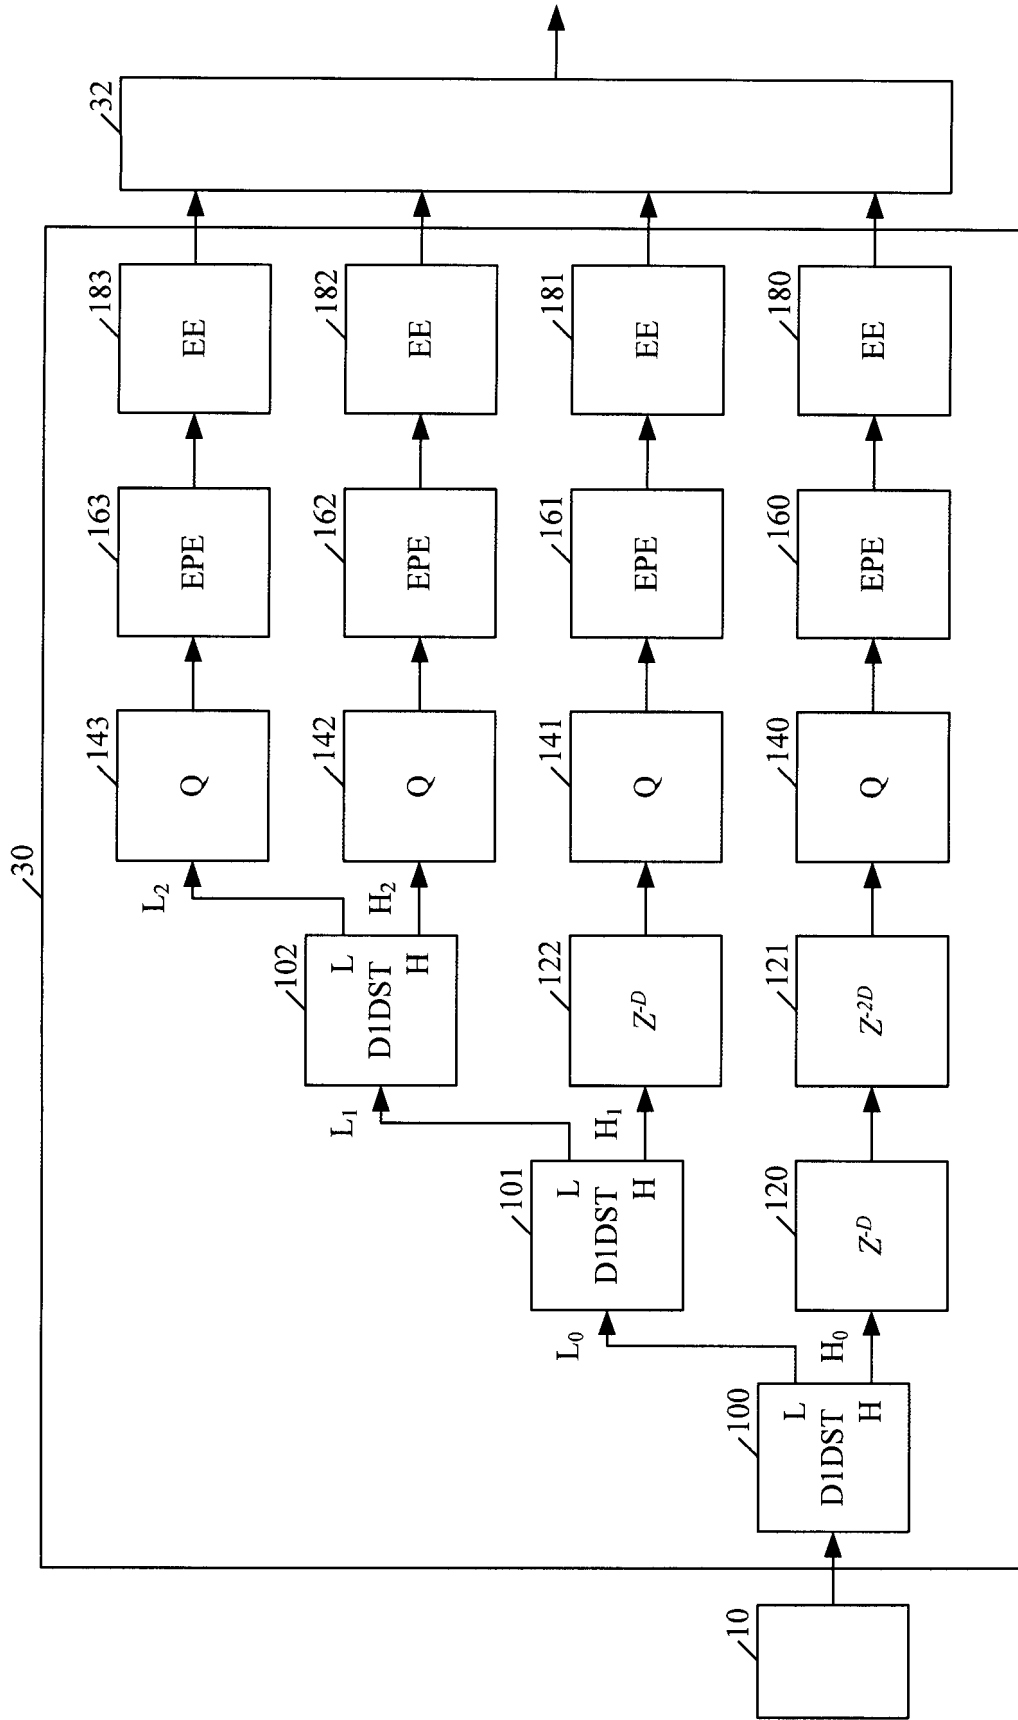 32
30
183
EE
182
EE
181
EE
180
EE
163
EPE
162
EPE
161
EPE
160
EPE
143
Q
142
Q
141
Q
140
Q
L₂
H₂
102
D1DST
L
H
122
Z⁻ᴰ
121
Z⁻²ᴰ
L₁
H₁
101
D1DST
L
H
120
Z⁻ᴰ
L₀
H₀
100
D1DST
L
H
10